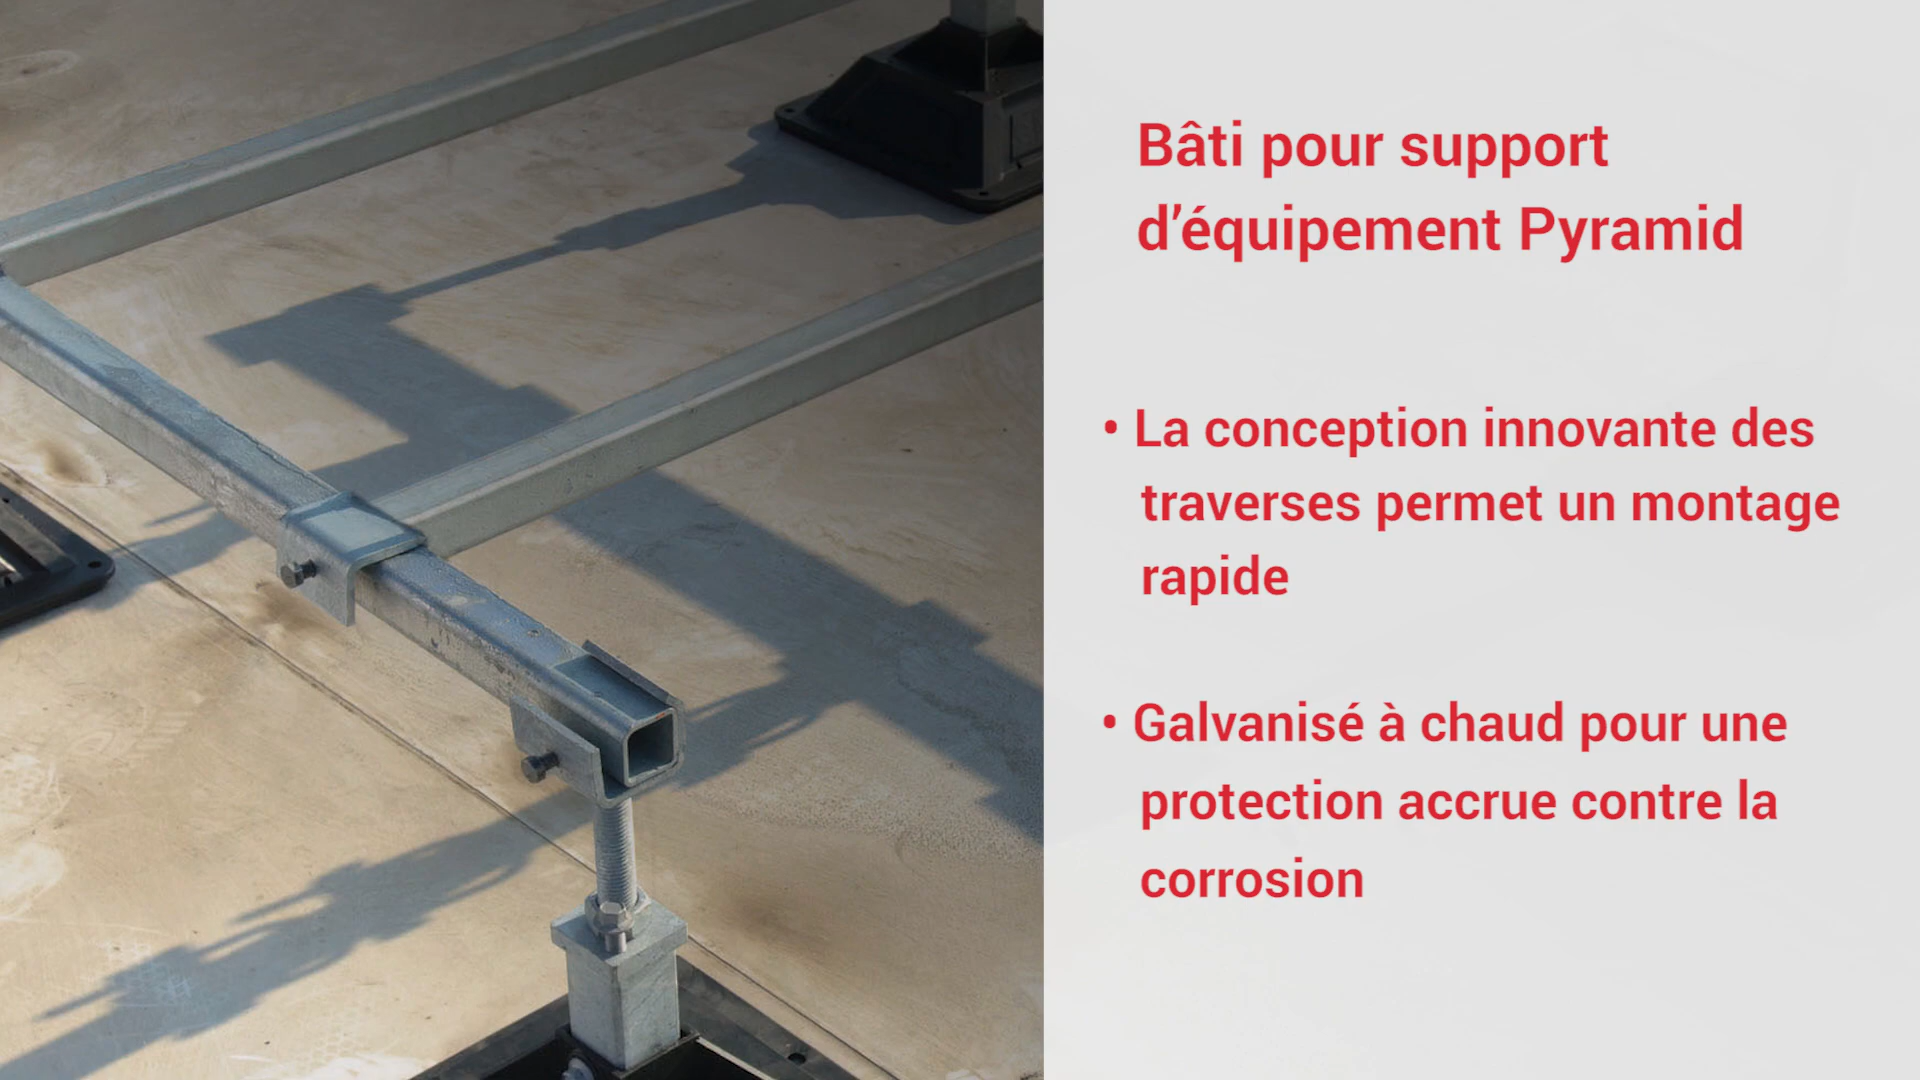 Bâti pour support
d’équipement Pyramid
• La conception innovante des
traverses permet un montage
rapide
• Galvanisé à chaud pour une
protection accrue contre la
corrosion